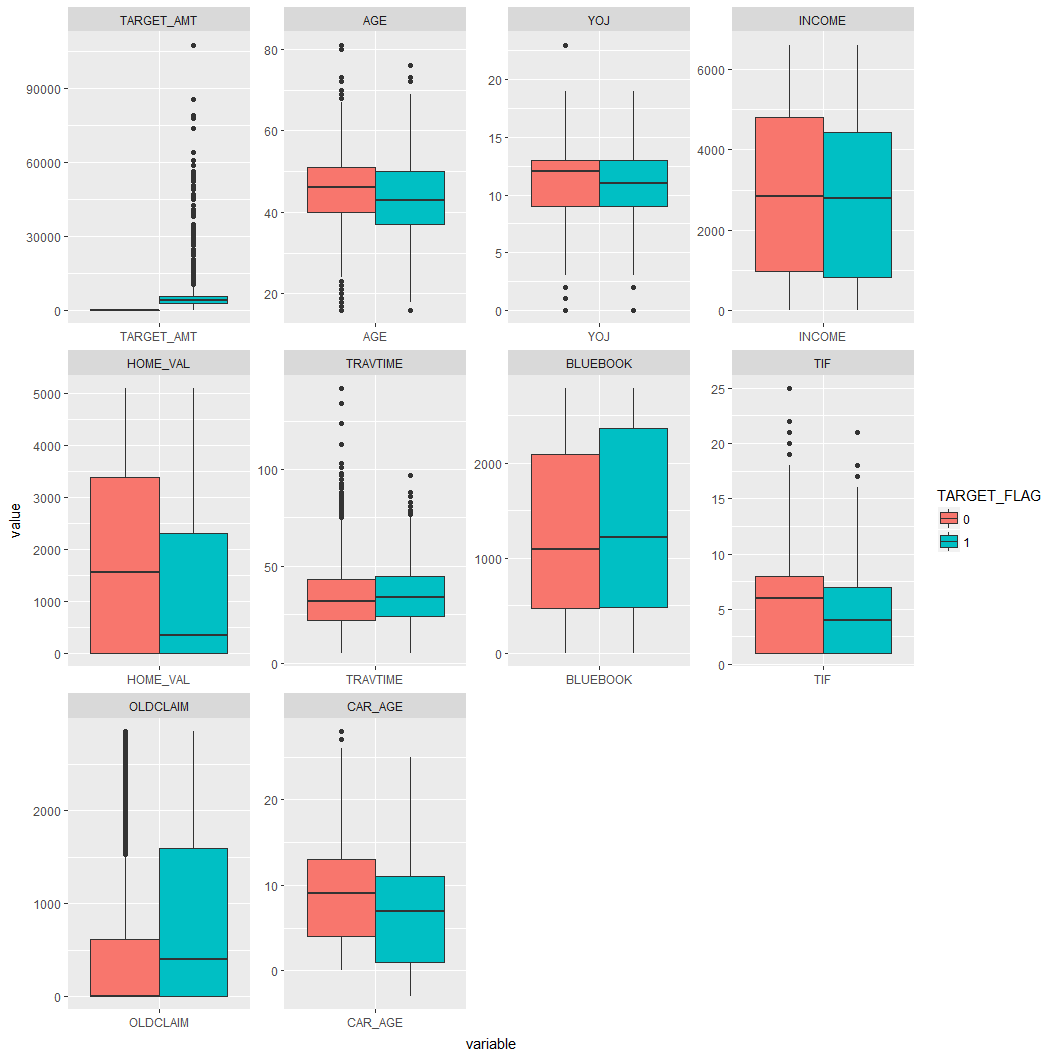 TARGET_AMT
AGE
YOJ
INCOME
90000
60000
30000
0
80
60
40
20
20
15
10
5
0
6000
4000
2000
0
TARGET_AMT
AGE
YOJ
INCOME
HOME_VAL
TRAVTIME
BLUEBOOK
TIF
5000
4000
3000
2000
1000
0
100
50
0
2000
1000
0
25
20
15
10
5
0
HOME_VAL
TRAVTIME
BLUEBOOK
TIF
OLDCLAIM
CAR_AGE
2000
1000
0
20
10
0
OLDCLAIM
CAR_AGE
value
variable
TARGET_FLAG
0
1